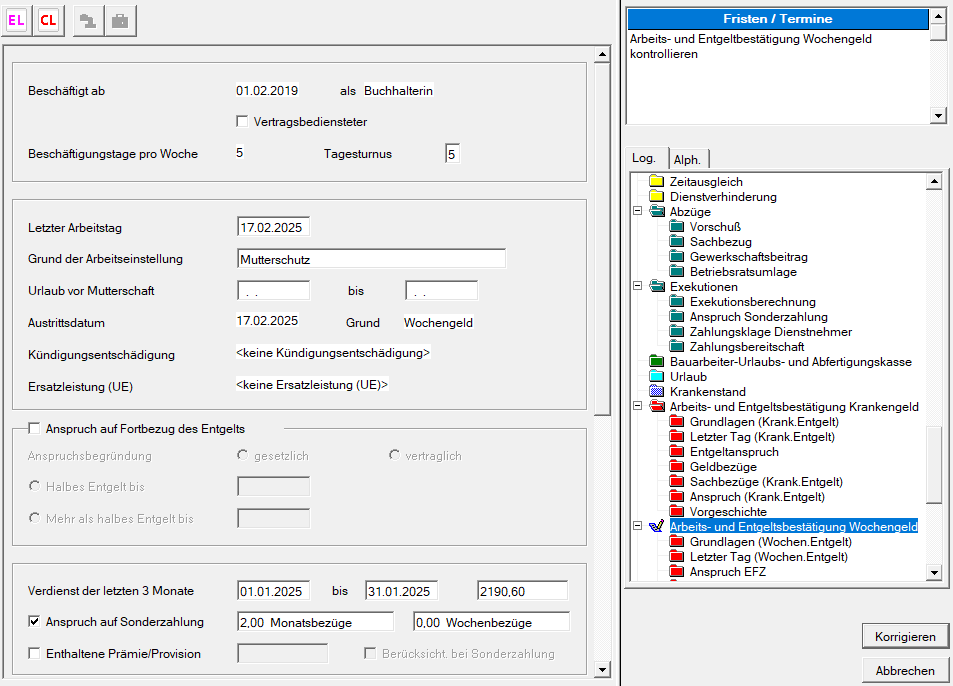 EL CL
Beschäftigt ab 01.02.2019 als Buchhalterin
Vertragsbediensteter
Beschäftigungstage pro Woche 5 Tagesturnus 5
Letzter Arbeitstag 17.02.2025
Grund der Arbeitseinstellung Mutterschutz
Urlaub vor Mutterschaft . . bis . .
Austrittsdatum 17.02.2025 Grund Wochengeld
Kündigungsentschädigung <keine Kündigungsentschädigung>
Ersatzleistung (UE) <keine Ersatzleistung (UE)>
Anspruch auf Fortbezug des Entgelts
Anspruchsbegründung gesetzlich vertraglich
Halbes Entgelt bis
Mehr als halbes Entgelt bis
Verdienst der letzten 3 Monate 01.01.2025 bis 31.01.2025 2190,60
Anspruch auf Sonderzahlung 2,00 Monatsbezüge 0,00 Wochenbezüge
Enthaltene Prämie/Provision Berücksicht. bei Sonderzahlung
Fristen / Termine
Arbeits- und Entgeltbestätigung Wochengeld
kontrollieren
Log. Alph.
Zeitausgleich
Dienstverhinderung
Abzüge
Vorschuß
Sachbezug
Gewerkschaftsbeitrag
Betriebsratsumlage
Exekutionen
Exekutionsberechnung
Anspruch Sonderzahlung
Zahlungsklage Dienstnehmer
Zahlungsbereitschaft
Bauarbeiter-Urlaubs- und Abfertigungskasse
Urlaub
Krankenstand
Arbeits- und Entgeltsbestätigung Krankengeld
Grundlagen (Krank.Entgelt)
Letzter Tag (Krank.Entgelt)
Entgeltanspruch
Geldbezüge
Sachbezüge (Krank.Entgelt)
Anspruch (Krank.Entgelt)
Vorgeschichte
Arbeits- und Entgeltsbestätigung Wochengeld
Grundlagen (Wochen.Entgelt)
Letzter Tag (Wochen.Entgelt)
Anspruch EFZ
Korrigieren
Abbrechen